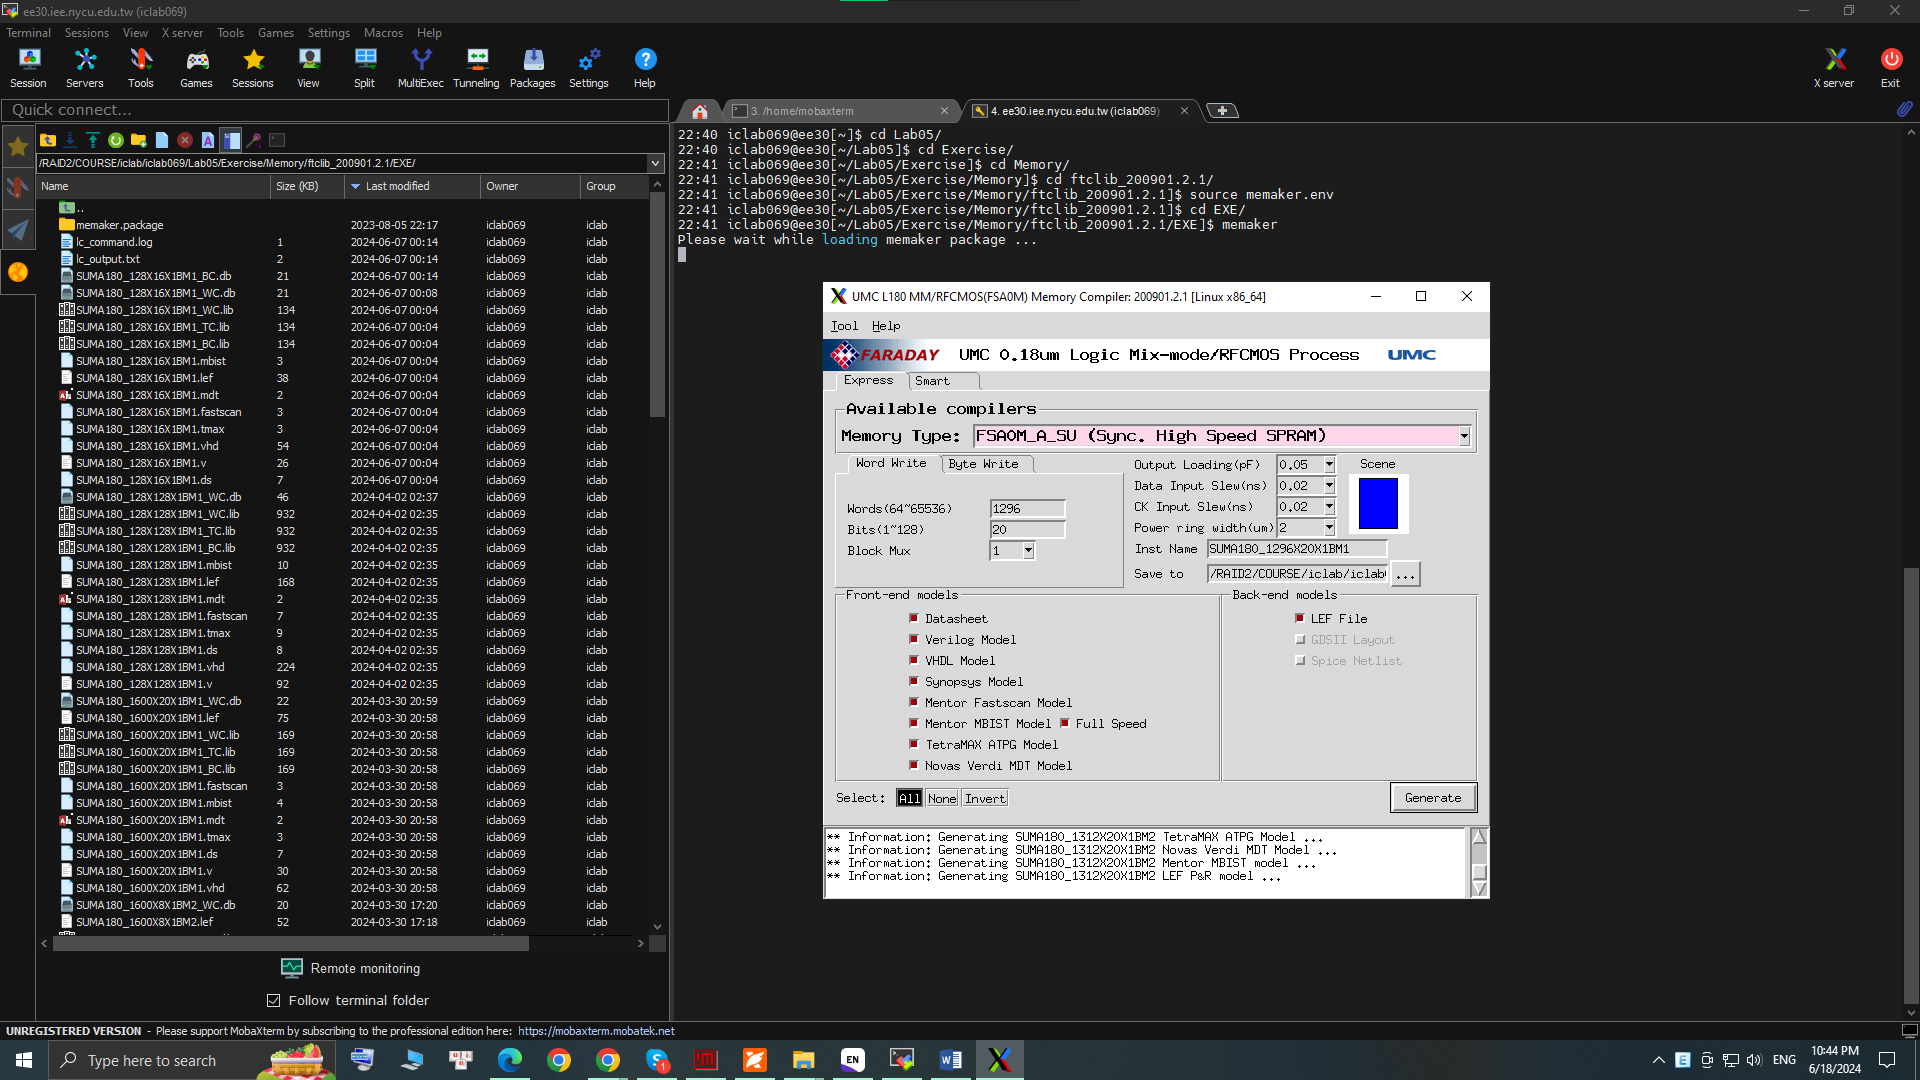 ee30.iee.nycu.edu.tw (iclab069)
Terminal Sessions View X server Tools Games Settings Macros Help
Session Servers Tools Games Sessions View Split MultiExec Tunneling Packages Settings Help X server Exit
Quick connect...
3. /home/mobaxterm
4. ee30.iee.nycu.edu.tw (iclab069)
/RAID2/COURSE/iclab/iclab069/Lab05/Exercise/Memory/ftclib_200901.2.1/EXE/
Name Size (KB) Last modified Owner Group
..
memaker.package 2023-08-05 22:17 iclab069 iclab
lc_command.log 1 2024-06-07 00:14 iclab069 iclab
lc_output.txt 2 2024-06-07 00:14 iclab069 iclab
SUMA180_128X16X1BM1_BC.db 21 2024-06-07 00:14 iclab069 iclab
SUMA180_128X16X1BM1_WC.db 21 2024-06-07 00:08 iclab069 iclab
SUMA180_128X16X1BM1_WC.lib 134 2024-06-07 00:04 iclab069 iclab
SUMA180_128X16X1BM1_TC.lib 134 2024-06-07 00:04 iclab069 iclab
SUMA180_128X16X1BM1_BC.lib 134 2024-06-07 00:04 iclab069 iclab
SUMA180_128X16X1BM1.mbist 3 2024-06-07 00:04 iclab069 iclab
SUMA180_128X16X1BM1.lef 38 2024-06-07 00:04 iclab069 iclab
SUMA180_128X16X1BM1.mdt 2 2024-06-07 00:04 iclab069 iclab
SUMA180_128X16X1BM1.fastscan 3 2024-06-07 00:04 iclab069 iclab
SUMA180_128X16X1BM1.tmax 3 2024-06-07 00:04 iclab069 iclab
SUMA180_128X16X1BM1.vhd 54 2024-06-07 00:04 iclab069 iclab
SUMA180_128X16X1BM1.v 26 2024-06-07 00:04 iclab069 iclab
SUMA180_128X16X1BM1.ds 7 2024-06-07 00:04 iclab069 iclab
SUMA180_128X128X1BM1_WC.db 46 2024-04-02 02:37 iclab069 iclab
SUMA180_128X128X1BM1_WC.lib 932 2024-04-02 02:35 iclab069 iclab
SUMA180_128X128X1BM1_TC.lib 932 2024-04-02 02:35 iclab069 iclab
SUMA180_128X128X1BM1_BC.lib 932 2024-04-02 02:35 iclab069 iclab
SUMA180_128X128X1BM1.mbist 10 2024-04-02 02:35 iclab069 iclab
SUMA180_128X128X1BM1.lef 168 2024-04-02 02:35 iclab069 iclab
SUMA180_128X128X1BM1.mdt 2 2024-04-02 02:35 iclab069 iclab
SUMA180_128X128X1BM1.fastscan 7 2024-04-02 02:35 iclab069 iclab
SUMA180_128X128X1BM1.tmax 9 2024-04-02 02:35 iclab069 iclab
SUMA180_128X128X1BM1.ds 8 2024-04-02 02:35 iclab069 iclab
SUMA180_128X128X1BM1.vhd 224 2024-04-02 02:35 iclab069 iclab
SUMA180_128X128X1BM1.v 92 2024-04-02 02:35 iclab069 iclab
SUMA180_1600X20X1BM1_WC.db 22 2024-03-30 20:59 iclab069 iclab
SUMA180_1600X20X1BM1.lef 75 2024-03-30 20:58 iclab069 iclab
SUMA180_1600X20X1BM1_WC.lib 169 2024-03-30 20:58 iclab069 iclab
SUMA180_1600X20X1BM1_TC.lib 169 2024-03-30 20:58 iclab069 iclab
SUMA180_1600X20X1BM1_BC.lib 169 2024-03-30 20:58 iclab069 iclab
SUMA180_1600X20X1BM1.fastscan 3 2024-03-30 20:58 iclab069 iclab
SUMA180_1600X20X1BM1.mbist 4 2024-03-30 20:58 iclab069 iclab
SUMA180_1600X20X1BM1.mdt 2 2024-03-30 20:58 iclab069 iclab
SUMA180_1600X20X1BM1.tmax 3 2024-03-30 20:58 iclab069 iclab
SUMA180_1600X20X1BM1.ds 7 2024-03-30 20:58 iclab069 iclab
SUMA180_1600X20X1BM1.v 30 2024-03-30 20:58 iclab069 iclab
SUMA180_1600X20X1BM1.vhd 62 2024-03-30 20:58 iclab069 iclab
SUMA180_1600X8X1BM2_WC.db 20 2024-03-30 17:20 iclab069 iclab
SUMA180_1600X8X1BM2.lef 52 2024-03-30 17:18 iclab069 iclab
Remote monitoring
Follow terminal folder
22:40 iclab069@ee30[~]$ cd Lab05/
22:40 iclab069@ee30[~/Lab05]$ cd Exercise/
22:41 iclab069@ee30[~/Lab05/Exercise]$ cd Memory/
22:41 iclab069@ee30[~/Lab05/Exercise/Memory]$ cd ftclib_200901.2.1/
22:41 iclab069@ee30[~/Lab05/Exercise/Memory/ftclib_200901.2.1]$ source memaker.env
22:41 iclab069@ee30[~/Lab05/Exercise/Memory/ftclib_200901.2.1]$ cd EXE/
22:41 iclab069@ee30[~/Lab05/Exercise/Memory/ftclib_200901.2.1/EXE]$ memaker
Please wait while loading memaker package ...
UMC L180 MM/RFCMOS(FSA0M) Memory Compiler: 200901.2.1 [Linux x86_64]
Tool Help
FARADAY UMC 0.18um Logic Mix-mode/RFCMOS Process UMC
Express Smart
Available compilers
Memory Type: FSA0M_A_SU (Sync. High Speed SPRAM)
Word Write Byte Write
Words(64~65536) 1296
Bits(1~128) 20
Block Mux 1
Output Loading(pF) 0.05 Scene
Data Input Slew(ns) 0.02
CK Input Slew(ns) 0.02
Power ring width(um) 2
Inst Name SUMA180_1296X20X1BM1
Save to /RAID2/COURSE/iclab/iclab ...
Front-end models
Datasheet
Verilog Model
VHDL Model
Synopsys Model
Mentor Fastscan Model
Mentor MBIST Model Full Speed
TetraMAX ATPG Model
Novas Verdi MDT Model
Back-end models
LEF File
GDSII Layout
Spice Netlist
Select: All None Invert Generate
** Information: Generating SUMA180_1312X20X1BM2 TetraMAX ATPG Model ...
** Information: Generating SUMA180_1312X20X1BM2 Novas Verdi MDT Model ...
** Information: Generating SUMA180_1312X20X1BM2 Mentor MBIST model ...
** Information: Generating SUMA180_1312X20X1BM2 LEF P&R model ...
UNREGISTERED VERSION - Please support MobaXterm by subscribing to the professional edition here: https://mobaxterm.mobatek.net
Type here to search
1
EN
ENG
10:44 PM
6/18/2024